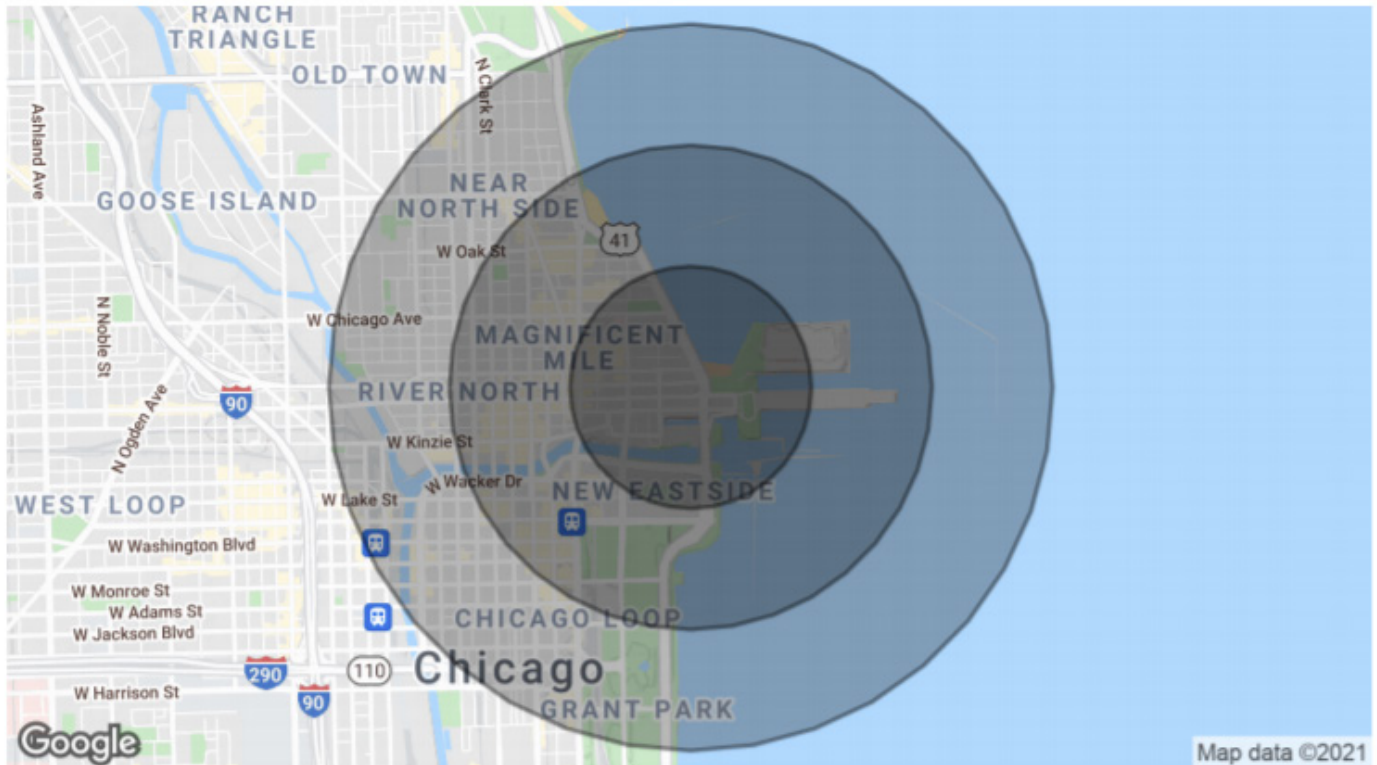 RANCH
TRIANGLE
OLD TOWN
N Clark St
Ashland Ave
NEAR
NORTH SIDE
GOOSE ISLAND
41
W Oak St
N Noble St
W Chicago Ave
MAGNIFICENT
MILE
RIVER NORTH
90
N Ogden Ave
W Kinzie St
W Wacker Dr
NEW EASTSIDE
W Lake St
WEST LOOP
W Washington Blvd
W Monroe St
W Adams St
CHICAGO LOOP
W Jackson Blvd
290
110
Chicago
W Harrison St
90
GRANT PARK
Google
Map data ©2021